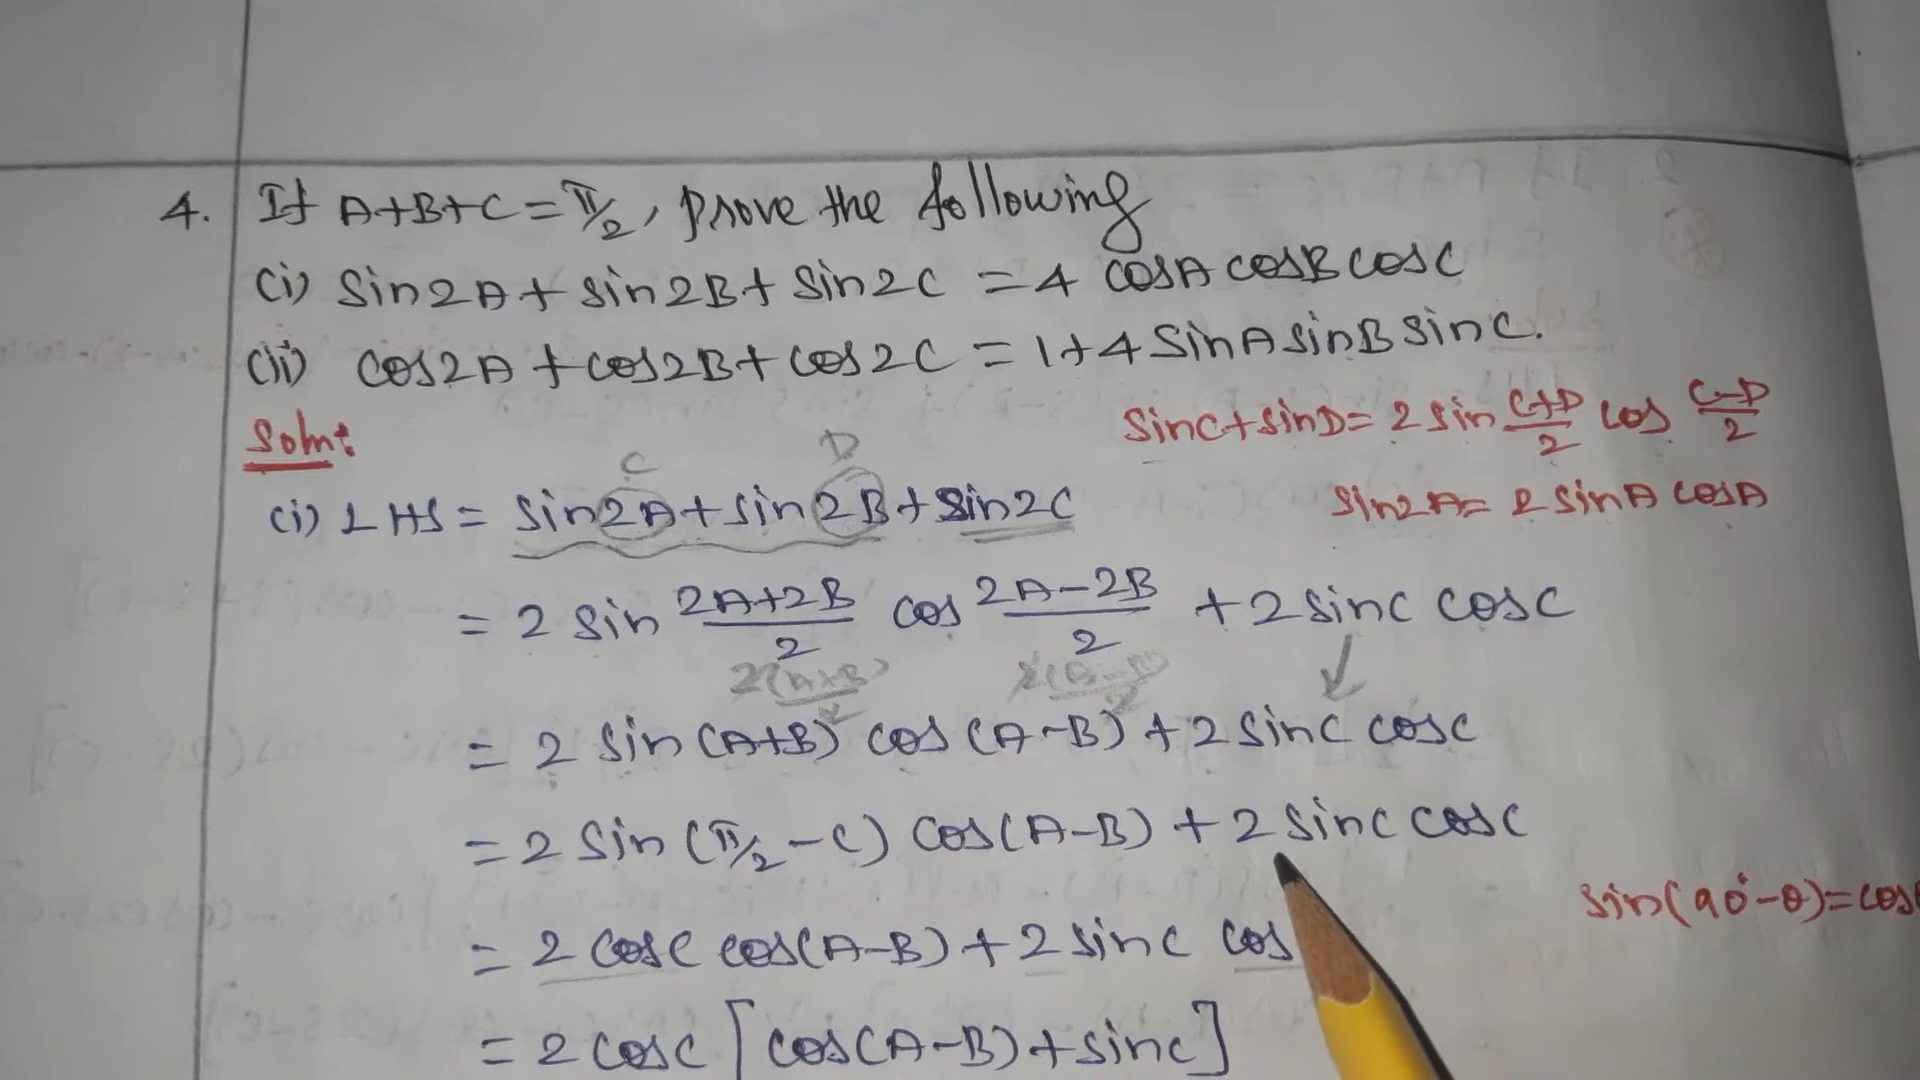 4. If A+B+C = π/2, prove the following
(i) Sin2A + sin2B + sin2C = 4 cosA cosB cosC
(ii) cos2A + cos2B + cos2C = 1+4 SinA sinB sinC.
Soln:
sinC+sinD= 2 sin C+D/2 cos C-D/2
C D
(i) LHS = sin2A + sin2B + sin2C
sin2A= 2 sinA cosA
= 2 sin 2A+2B/2 cos 2A-2B/2 + 2 sinC cosC
2(A+B)/2
= 2 sin (A+B) cos (A-B) + 2 sinC cosC
= 2 sin (π/2 - C) cos(A-B) + 2 sinC cosC
sin(90°-θ)=cos
= 2 cosC cos(A-B) + 2 sinC cos
= 2 cosC [cos(A-B)+sinC]